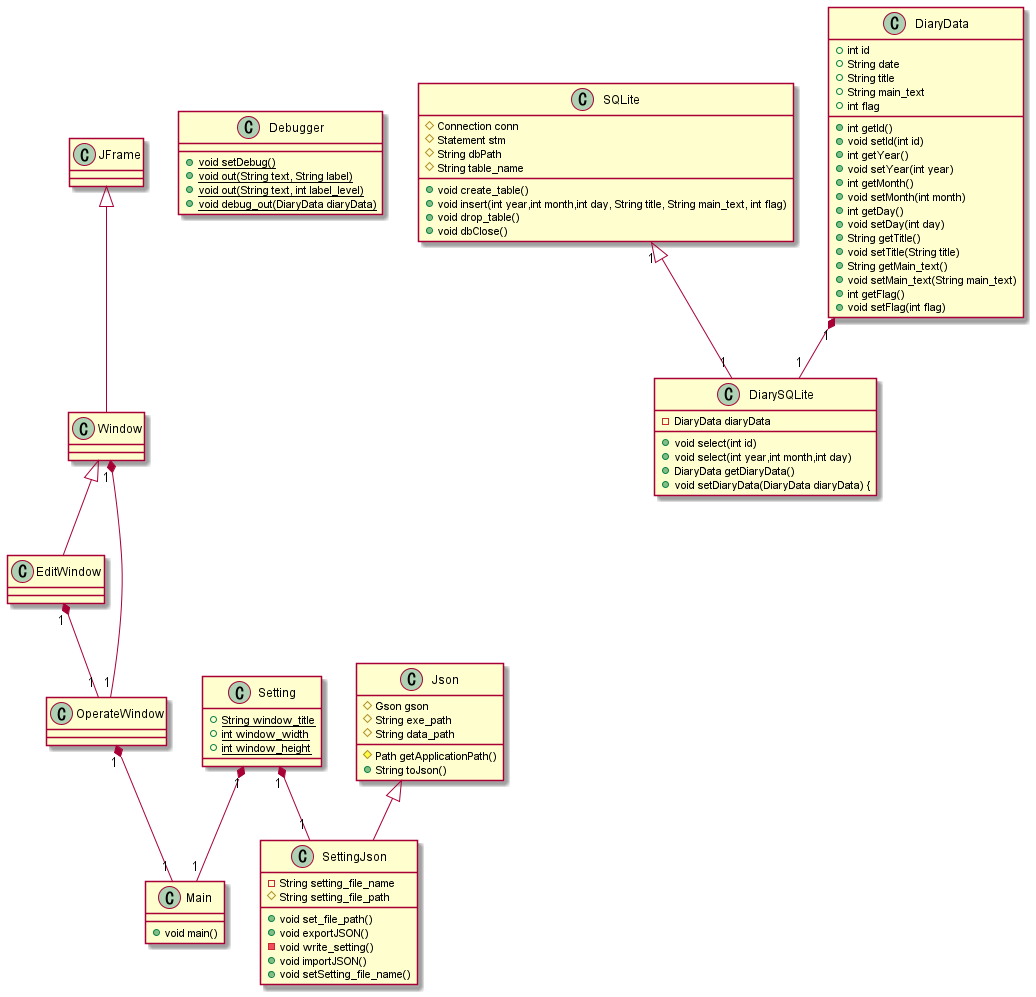 C DiaryData
int id
String date
String title
String main_text
int flag
int getId()
void setId(int id)
int getYear()
void setYear(int year)
int getMonth()
void setMonth(int month)
int getDay()
void setDay(int day)
String getTitle()
void setTitle(String title)
String getMain_text()
void setMain_text(String main_text)
int getFlag()
void setFlag(int flag)
C SQLite
Connection conn
Statement stm
String dbPath
String table_name
void create_table()
void insert(int year,int month,int day, String title, String main_text, int flag)
void drop_table()
void dbClose()
C Debugger
void setDebug()
void out(String text, String label)
void out(String text, int label_level)
void debug_out(DiaryData diaryData)
C JFrame
1
1
1
1
C DiarySQLite
DiaryData diaryData
void select(int id)
void select(int year,int month,int day)
DiaryData getDiaryData()
void setDiaryData(DiaryData diaryData) {
C Window
1
C EditWindow
1
1
1
C OperateWindow
1
C Setting
String window_title
int window_width
int window_height
1
1
C Json
Gson gson
String exe_path
String data_path
Path getApplicationPath()
String toJson()
1
1
1
C Main
void main()
C SettingJson
String setting_file_name
String setting_file_path
void set_file_path()
void exportJSON()
void write_setting()
void importJSON()
void setSetting_file_name()